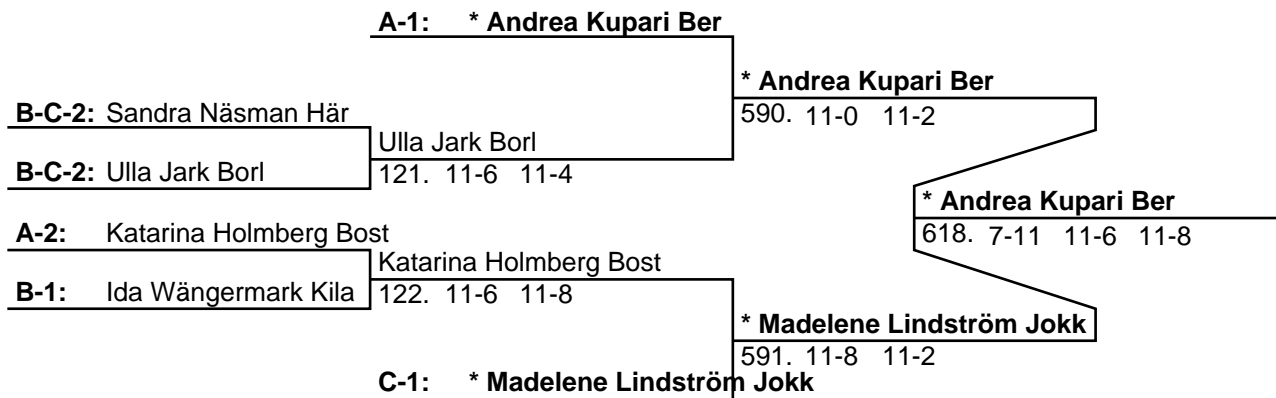 A-1: * Andrea Kupari Ber
* Andrea Kupari Ber
B-C-2: Sandra Näsman Här
590. 11-0 11-2
Ulla Jark Borl
B-C-2: Ulla Jark Borl
121. 11-6 11-4
* Andrea Kupari Ber
A-2: Katarina Holmberg Bost
618. 7-11 11-6 11-8
Katarina Holmberg Bost
B-1: Ida Wängermark Kila
122. 11-6 11-8
* Madelene Lindström Jokk
591. 11-8 11-2
C-1: * Madelene Lindström Jokk